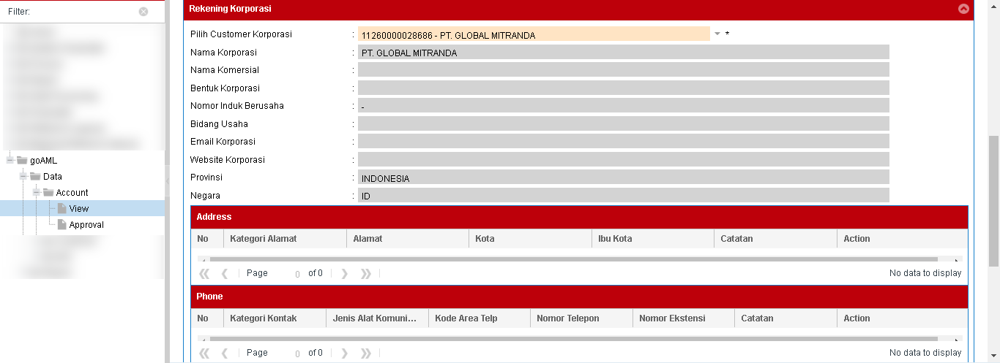 Filter:
goAML
Data
Account
View
Approval
Rekening Korporasi
Pilih Customer Korporasi : 11260000028686 - PT. GLOBAL MITRANDA *
Nama Korporasi : PT. GLOBAL MITRANDA
Nama Komersial :
Bentuk Korporasi :
Nomor Induk Berusaha : -
Bidang Usaha :
Email Korporasi :
Website Korporasi :
Provinsi : INDONESIA
Negara : ID
Address
No Kategori Alamat Alamat Kota Ibu Kota Catatan Action
Page 0 of 0 No data to display
Phone
No Kategori Kontak Jenis Alat Komuni... Kode Area Telp Nomor Telepon Nomor Ekstensi Catatan Action
Page 0 of 0 No data to display